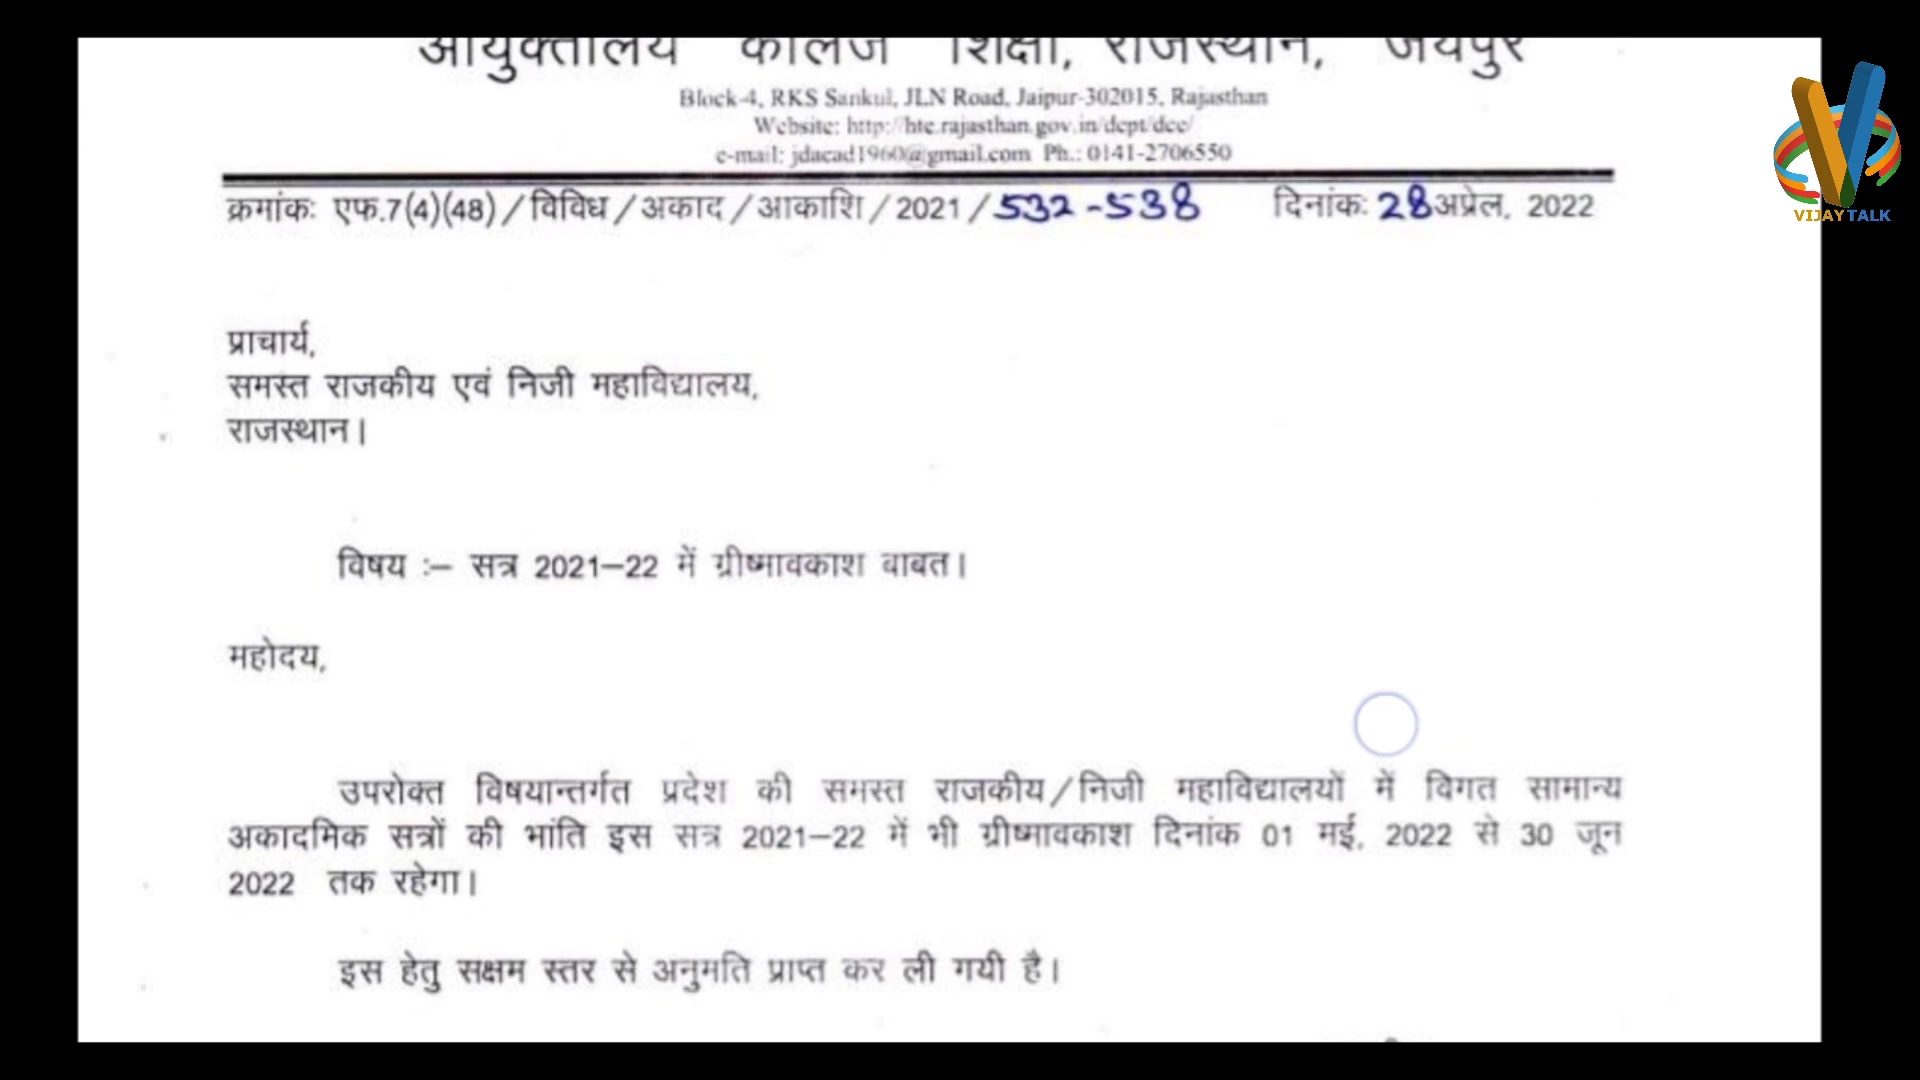 आयुक्तालय कॉलेज शिक्षा, राजस्थान, जयपुर
Block-4, RKS Sankul, JLN Road, Jaipur-302015, Rajasthan
Website: http://hte.rajasthan.gov.in/dept/dce/
e-mail: jdacad1960@gmail.com Ph.: 0141-2706550
क्रमांकः एफ.7(4)(48)/विविध/अकाद/आकाशि/2021/532-538 दिनांकः 28 अप्रेल, 2022
VIJAYTALK
प्राचार्य,
समस्त राजकीय एवं निजी महाविद्यालय,
राजस्थान।
विषय :– सत्र 2021–22 में ग्रीष्मावकाश बाबत।
महोदय,
उपरोक्त विषयान्तर्गत प्रदेश की समस्त राजकीय/निजी महाविद्यालयों में विगत सामान्य
अकादमिक सत्रों की भांति इस सत्र 2021–22 में भी ग्रीष्मावकाश दिनांक 01 मई, 2022 से 30 जून
2022 तक रहेगा।
इस हेतु सक्षम स्तर से अनुमति प्राप्त कर ली गयी है।